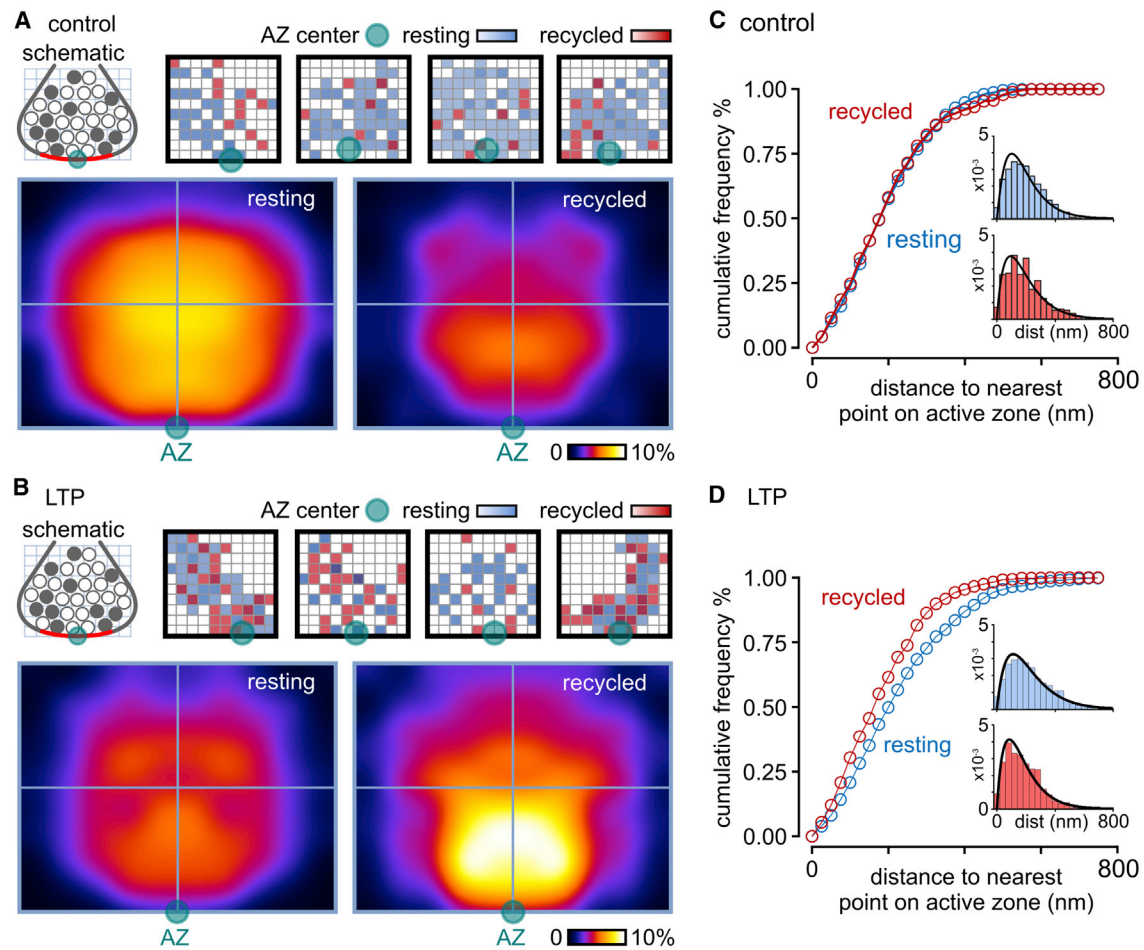 A
control
schematic
AZ center
resting
recycled
resting
recycled
AZ
AZ
0
10%
B
LTP
schematic
AZ center
resting
recycled
resting
recycled
AZ
AZ
0
10%
C control
cumulative frequency %
1.00
0.75
0.50
0.25
0.00
recycled
resting
0
800
distance to nearest
point on active zone (nm)
5
x10⁻³
5
x10⁻³
0
0
dist (nm)
800
D LTP
cumulative frequency %
1.00
0.75
0.50
0.25
0.00
recycled
resting
0
800
distance to nearest
point on active zone (nm)
5
x10⁻³
5
x10⁻³
0
0
dist (nm)
800